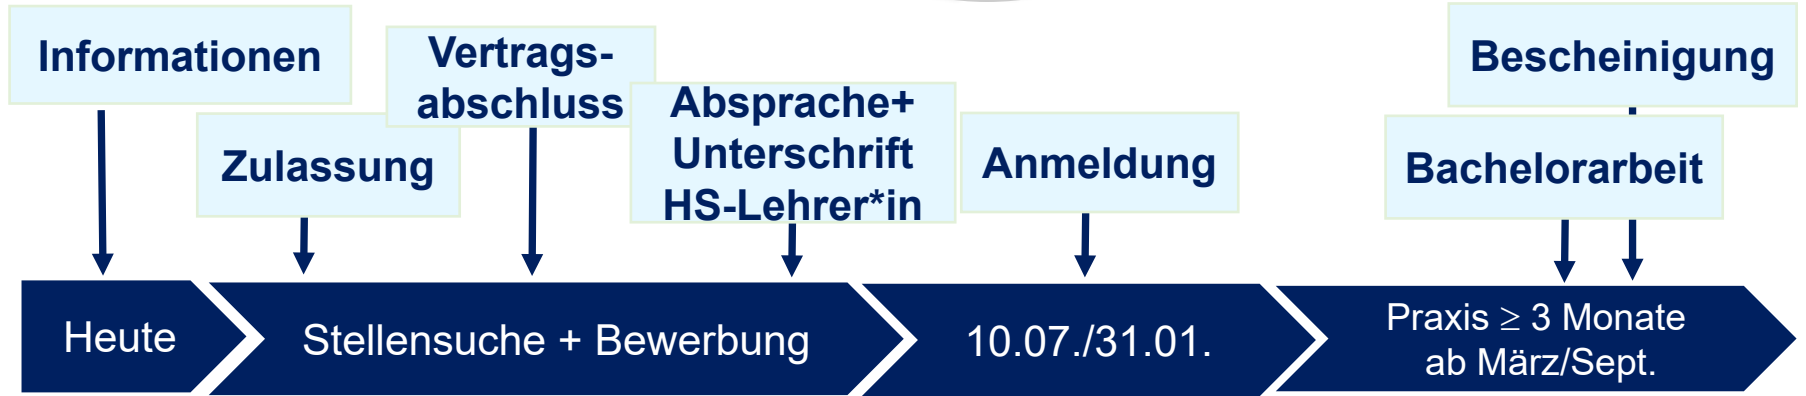 Informationen
Zulassung
Vertrags-
abschluss
Absprache+
Unterschrift
HS-Lehrer*in
Anmeldung
Bescheinigung
Bachelorarbeit
Heute
Stellensuche + Bewerbung
10.07./31.01.
Praxis ≥ 3 Monate
ab März/Sept.